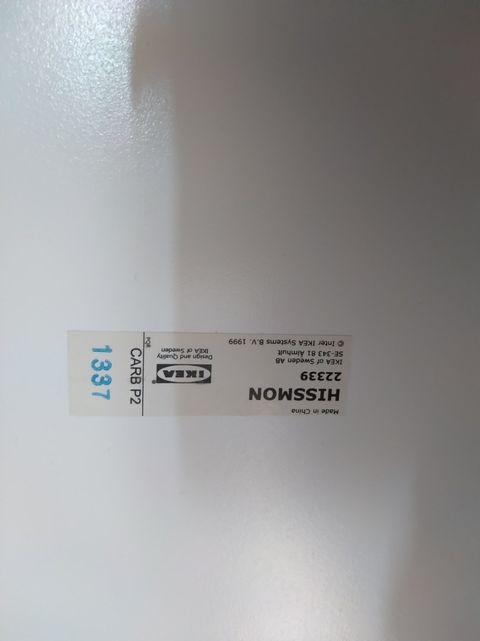 Made in China
HISSMON
22339
IKEA of Sweden AB
SE-343 81 Älmhult
© Inter IKEA Systems B.V. 1999
IKEA®
Design and Quality
IKEA of Sweden
CARB P2
1337